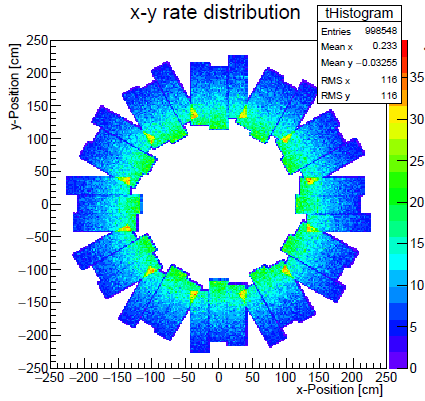 x-y rate distribution
tHistogram
Entries 998548
Mean x 0.233
Mean y −0.03255
RMS x 116
RMS y 116
y-Position [cm]
250
200
150
100
50
0
−50
−100
−150
−200
−250
−250 −200 −150 −100 −50 0 50 100 150 200 250
x-Position [cm]
35
30
25
20
15
10
5
0